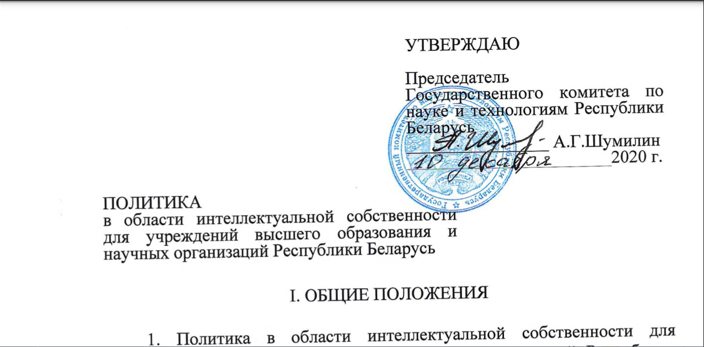 УТВЕРЖДАЮ
Председатель
Государственного комитета по
науке и технологиям Республики
Беларусь
А.Г.Шумилин
10 декабря 2020 г.
ПОЛИТИКА
в области интеллектуальной собственности
для учреждений высшего образования и
научных организаций Республики Беларусь
I. ОБЩИЕ ПОЛОЖЕНИЯ
1. Политика в области интеллектуальной собственности для